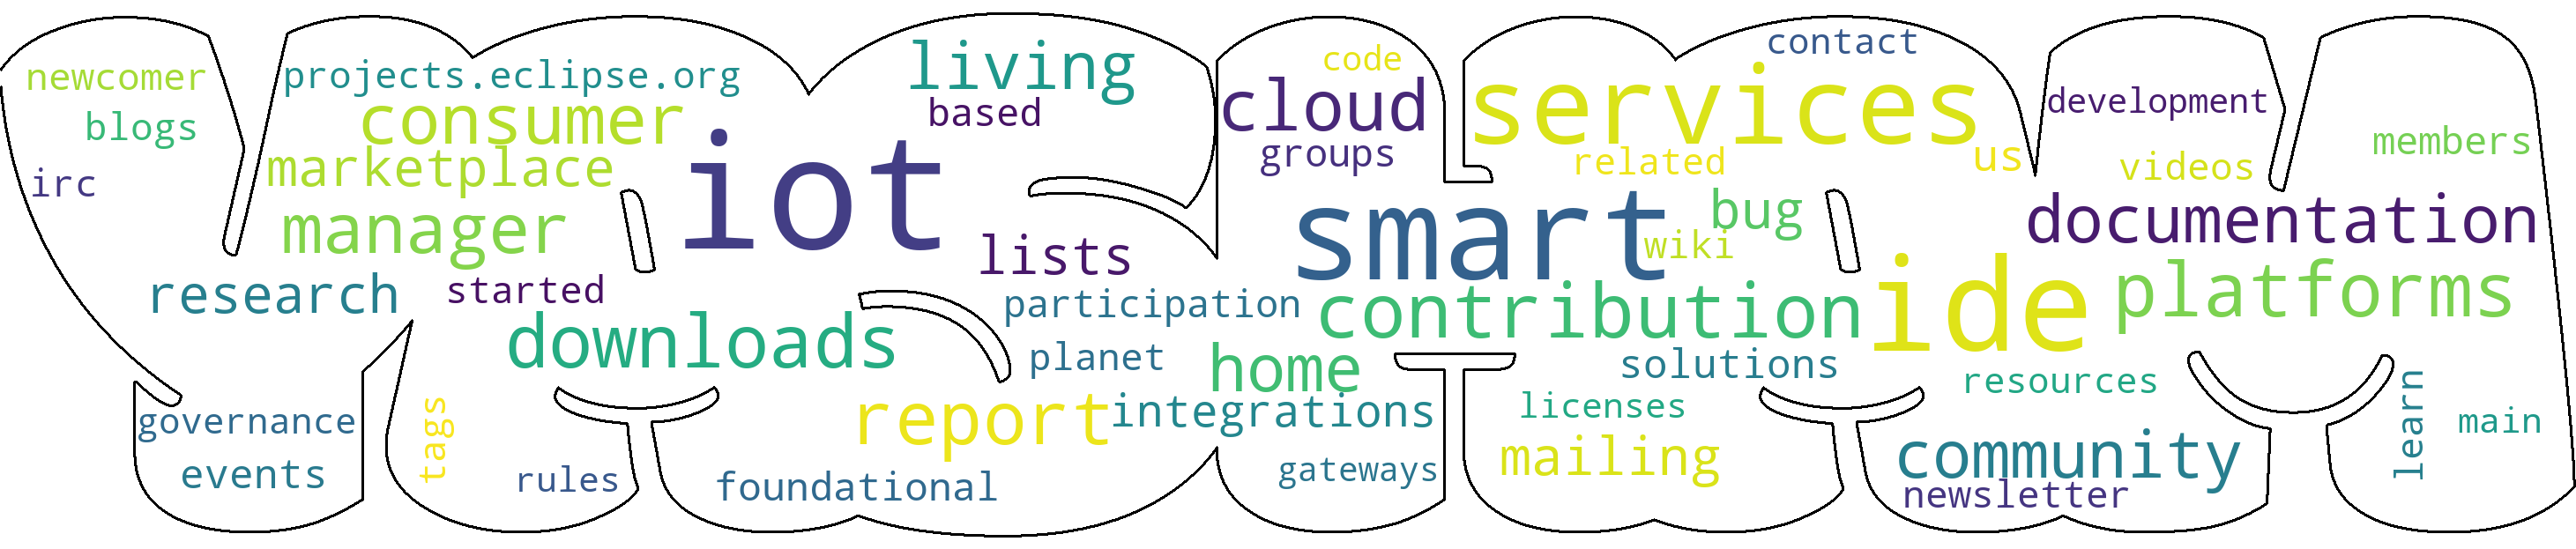 newcomer
blogs
irc
projects.eclipse.org
consumer
marketplace
manager
research
started
downloads
governance
events
tags
rules
foundational
living
based
iot
lists
participation
planet
home
report
integrations
gateways
code
cloud
groups
services
contact
related
us
smart
bug
wiki
contribution
ide
solutions
licenses
mailing
development
videos
members
documentation
platforms
resources
community
newsletter
learn
main